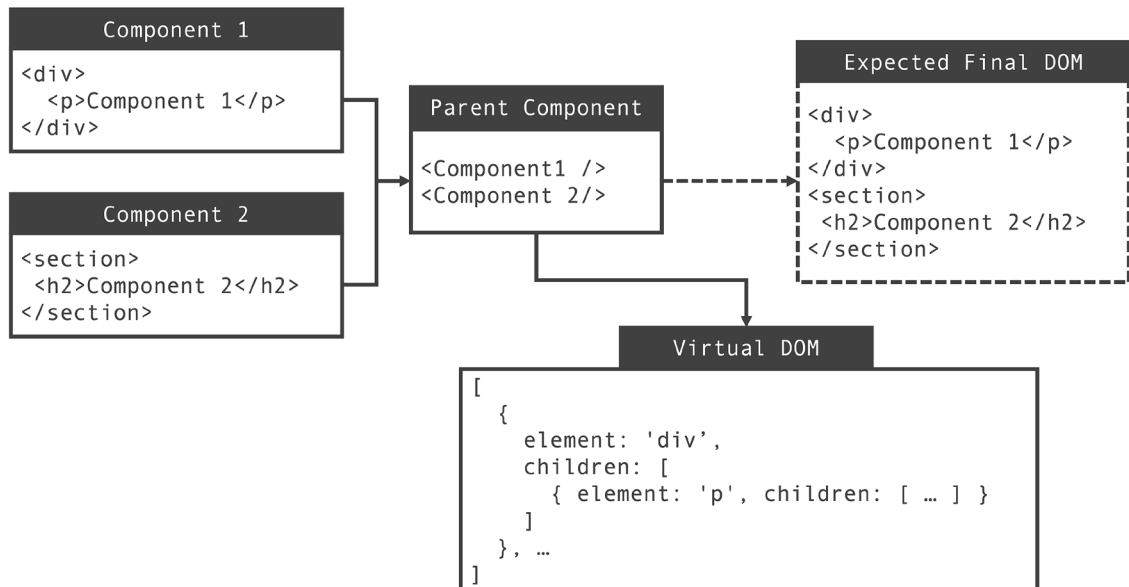 Component 1
<div>
  <p>Component 1</p>
</div>
Component 2
<section>
 <h2>Component 2</h2>
</section>
Parent Component
<Component1 />
<Component 2/>
Expected Final DOM
<div>
  <p>Component 1</p>
</div>
<section>
 <h2>Component 2</h2>
</section>
Virtual DOM
[
  {
    element: 'div’,
    children: [
      { element: 'p', children: [ … ] }
    ]
  }, …
]